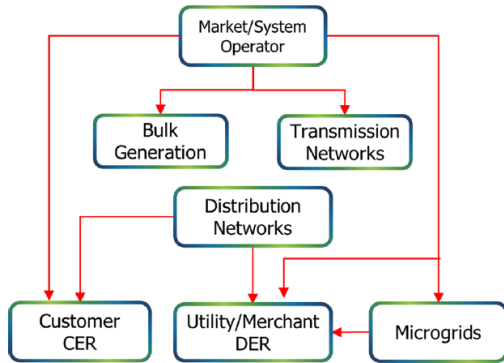 Market/System
Operator
Bulk
Generation
Transmission
Networks
Distribution
Networks
Customer
CER
Utility/Merchant
DER
Microgrids